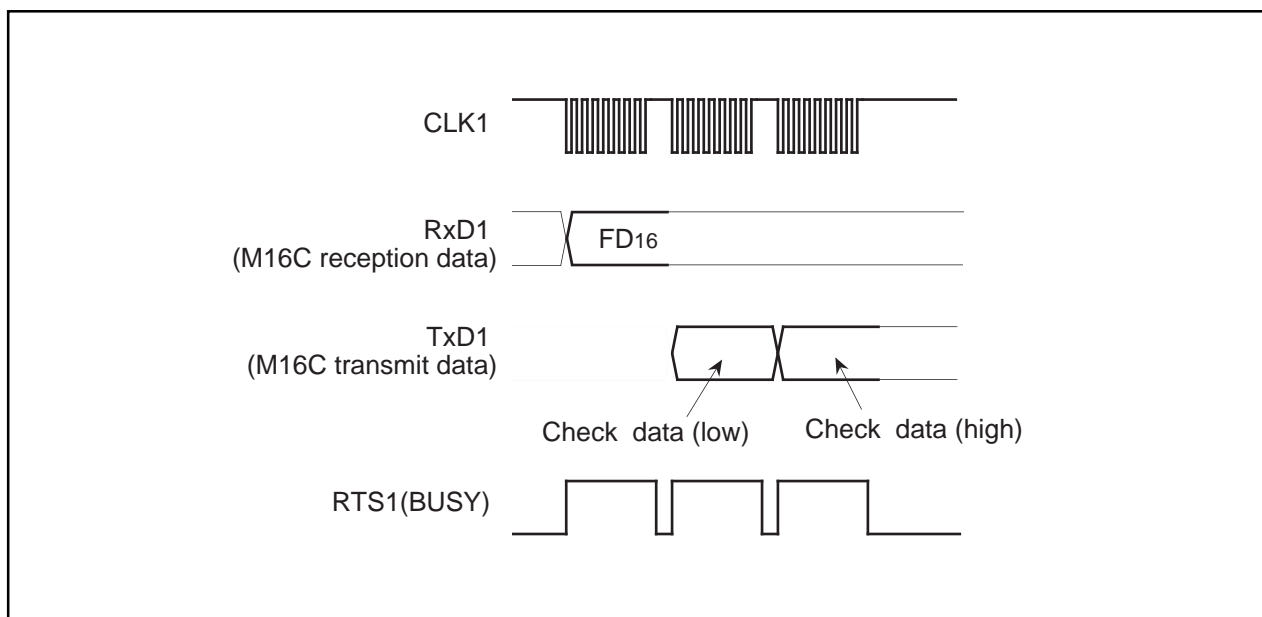 CLK1
RxD1
(M16C reception data)
FD16
TxD1
(M16C transmit data)
Check data (low)
Check data (high)
RTS1(BUSY)